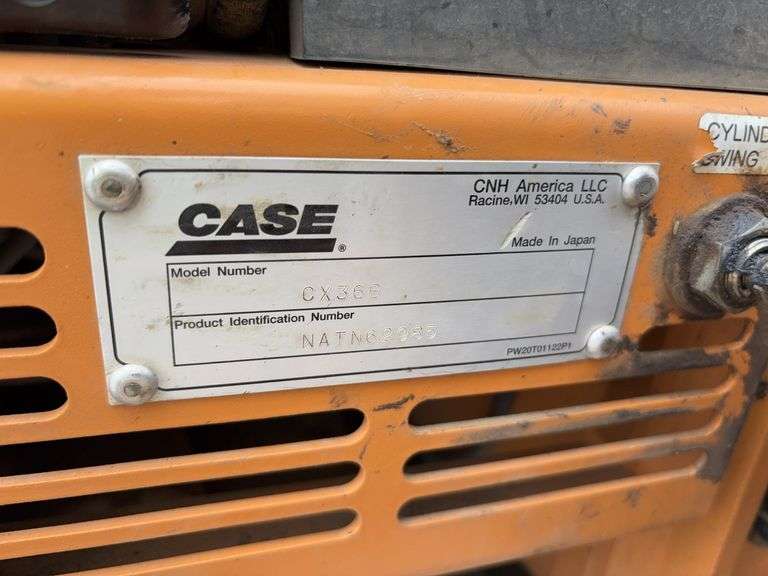 CASE®
CNH America LLC
Racine, WI 53404 U.S.A.
Made In Japan
Model Number
CX36B
Product Identification Number
PW20T01122P1
CYLIND
SWING